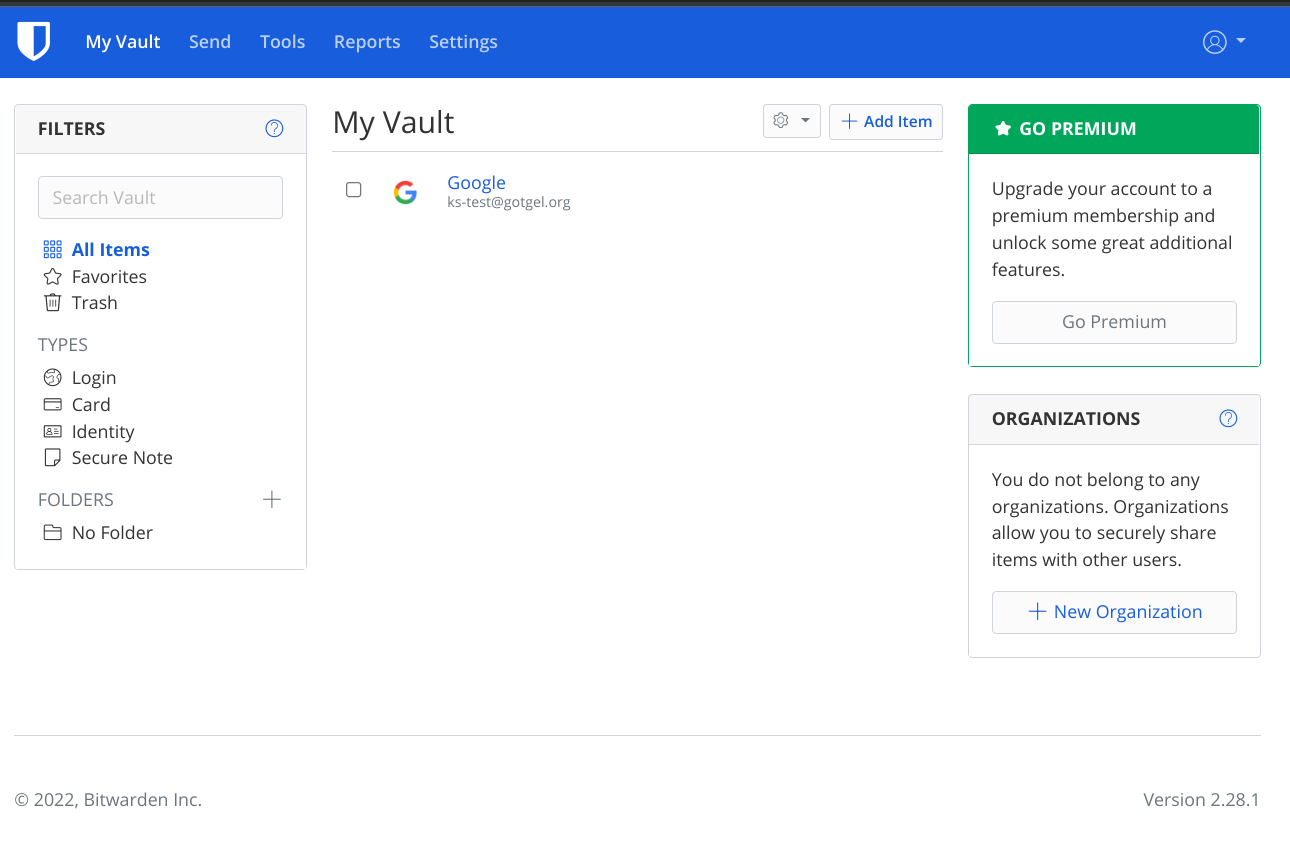 My Vault
Send
Tools
Reports
Settings
FILTERS
Search Vault
All Items
Favorites
Trash
TYPES
Login
Card
Identity
Secure Note
FOLDERS
No Folder
My Vault
Add Item
Google
ks-test@gotgel.org
GO PREMIUM
Upgrade your account to a
premium membership and
unlock some great additional
features.
Go Premium
ORGANIZATIONS
You do not belong to any
organizations. Organizations
allow you to securely share
items with other users.
New Organization
© 2022, Bitwarden Inc.
Version 2.28.1